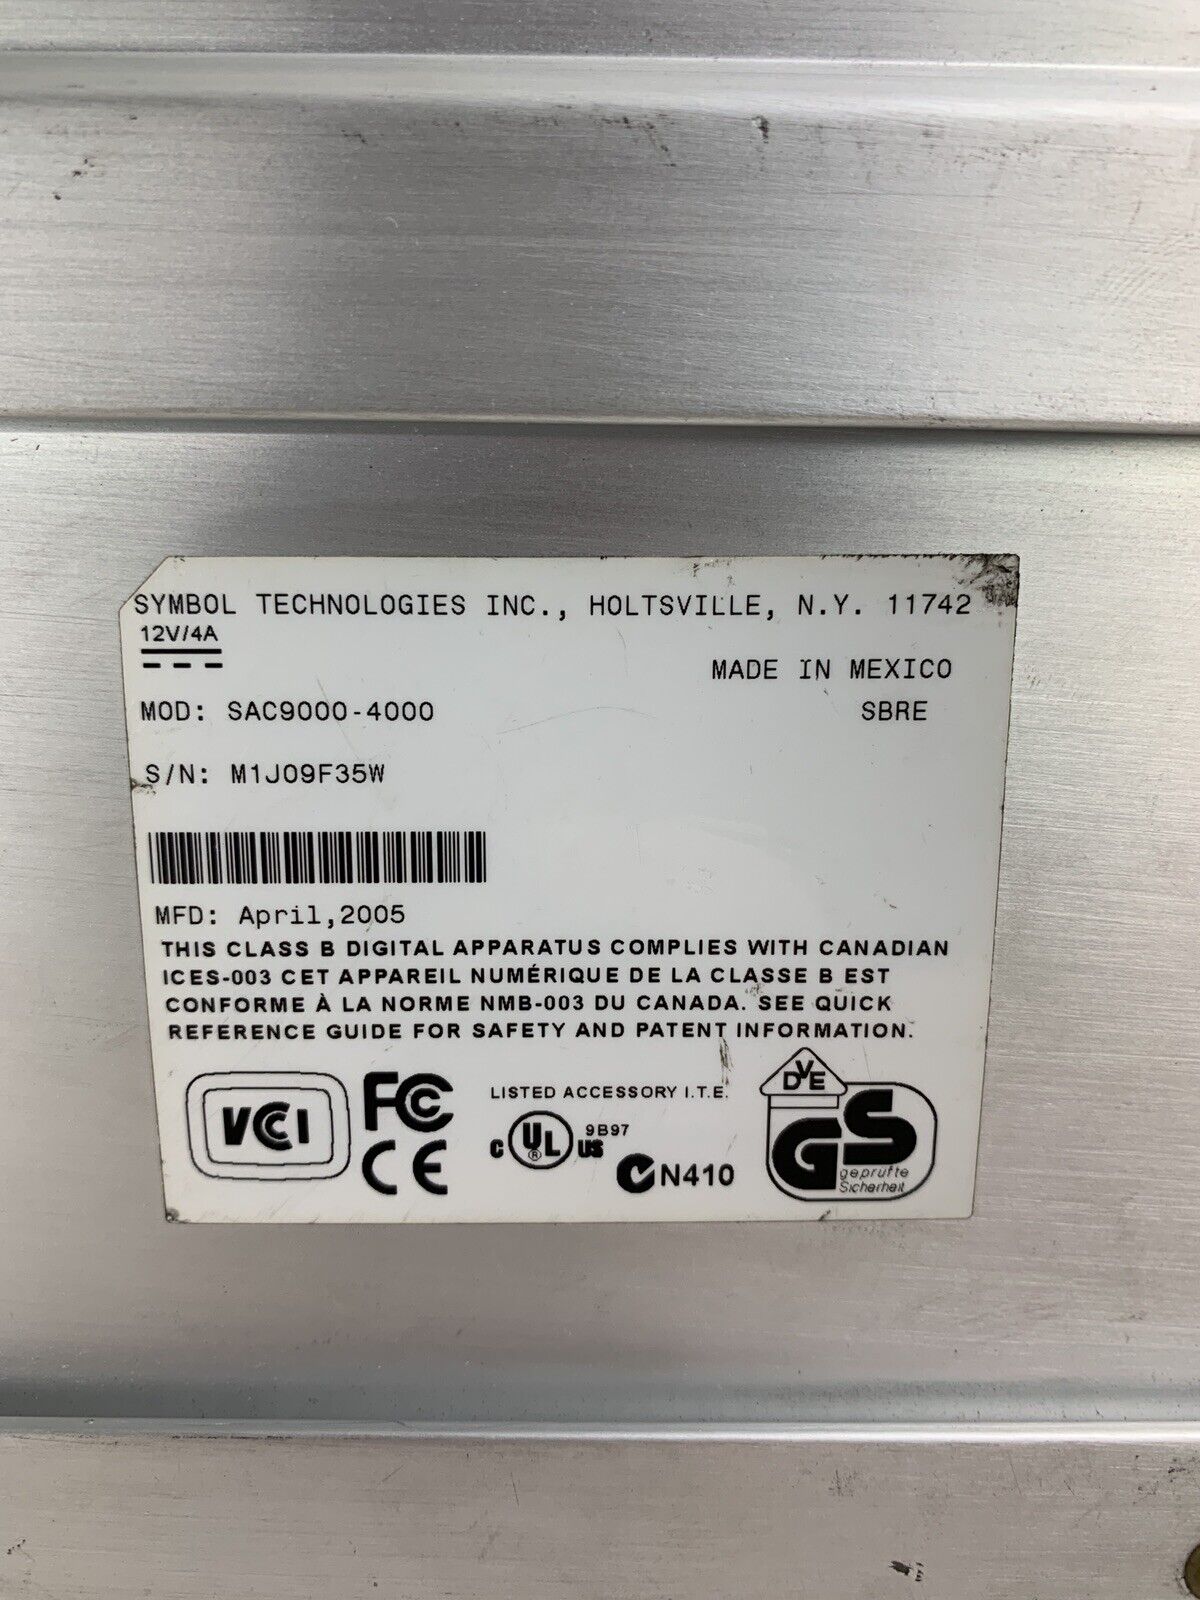 SYMBOL TECHNOLOGIES INC., HOLTSVILLE, N.Y. 11742
12V/4A
MADE IN MEXICO
MOD: SAC9000-4000
SBRE
S/N: M1J09F35W
MFD: April,2005
THIS CLASS B DIGITAL APPARATUS COMPLIES WITH CANADIAN
ICES-003 CET APPAREIL NUMÉRIQUE DE LA CLASSE B EST
CONFORME À LA NORME NMB-003 DU CANADA. SEE QUICK
REFERENCE GUIDE FOR SAFETY AND PATENT INFORMATION.
VCCI
FCC
CE
LISTED ACCESSORY I.T.E.
C UL® US
9B97
N410
DVE
GS
geprüfte
Sicherheit